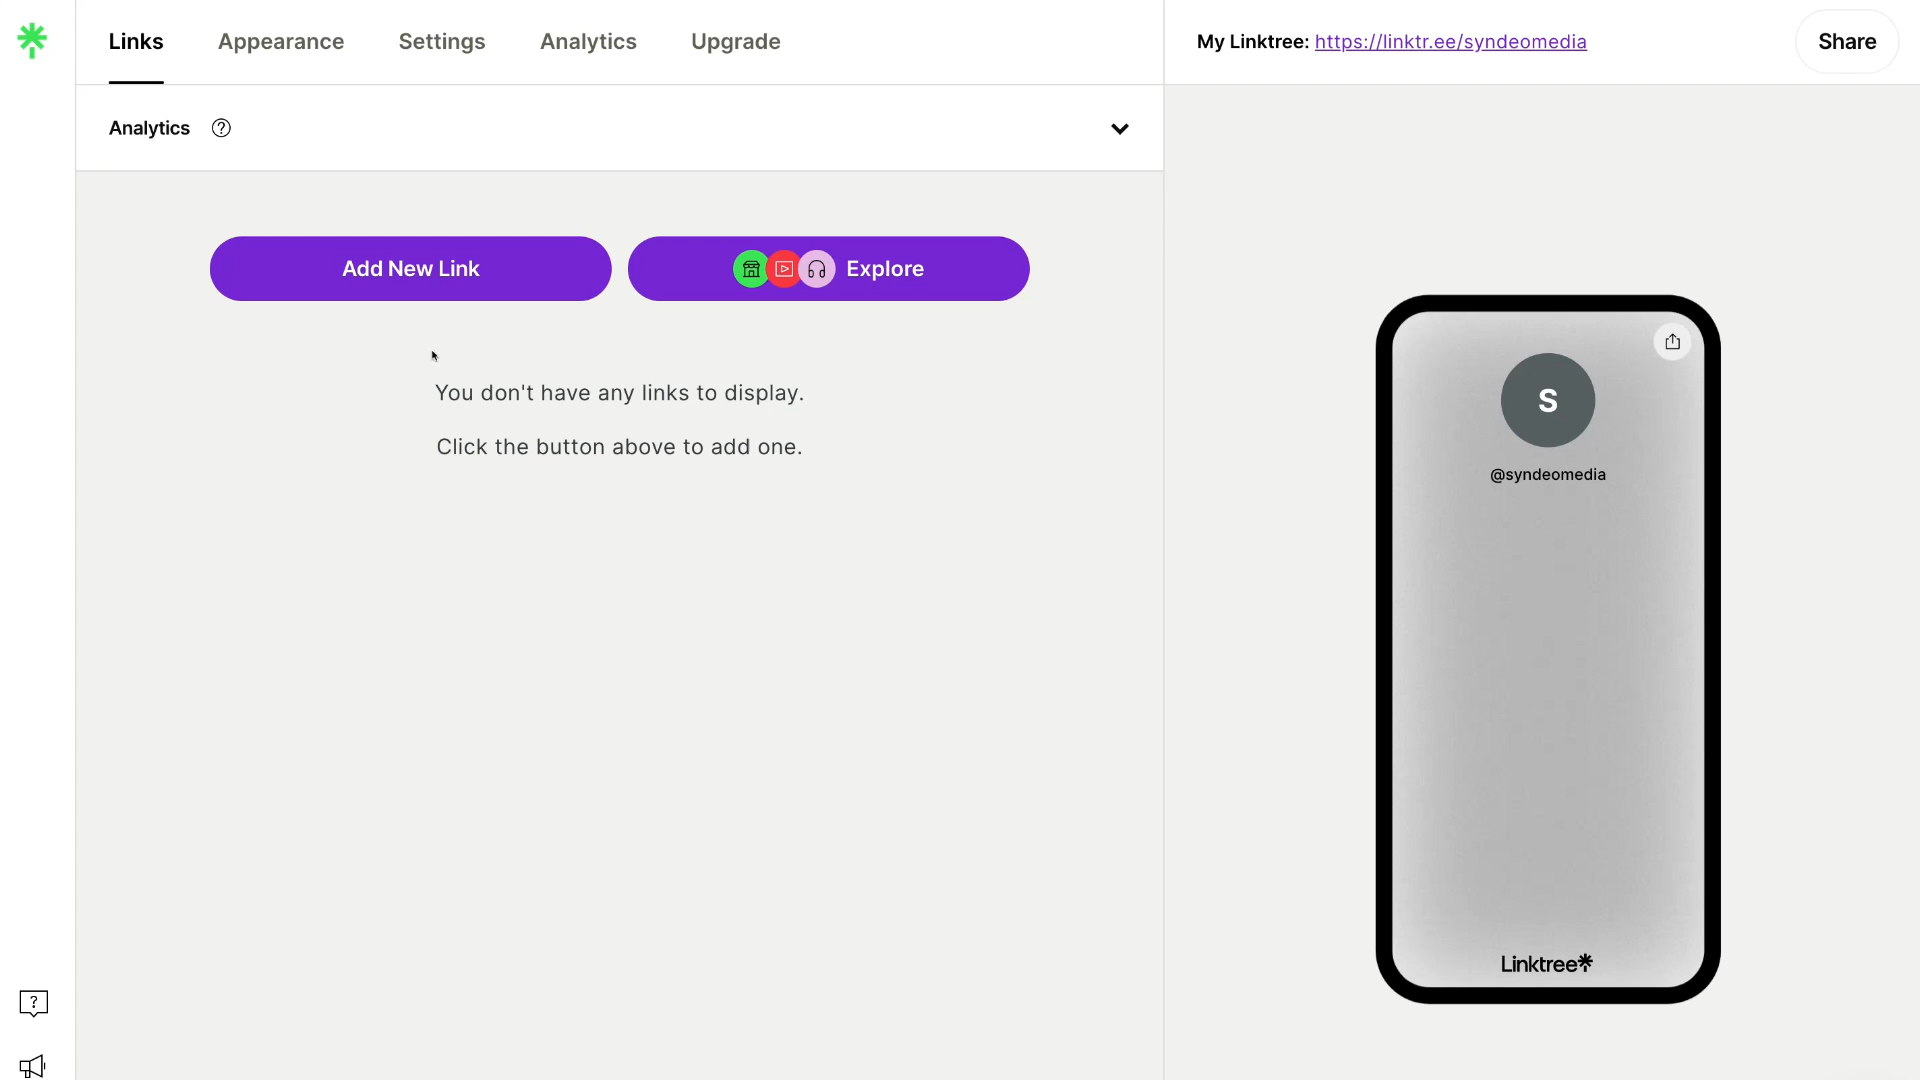 Links Appearance Settings Analytics Upgrade
My Linktree: https://linktr.ee/syndeomedia
Share
Analytics ?
Add New Link
Explore
You don't have any links to display.
Click the button above to add one.
S
@syndeomedia
Linktree
?